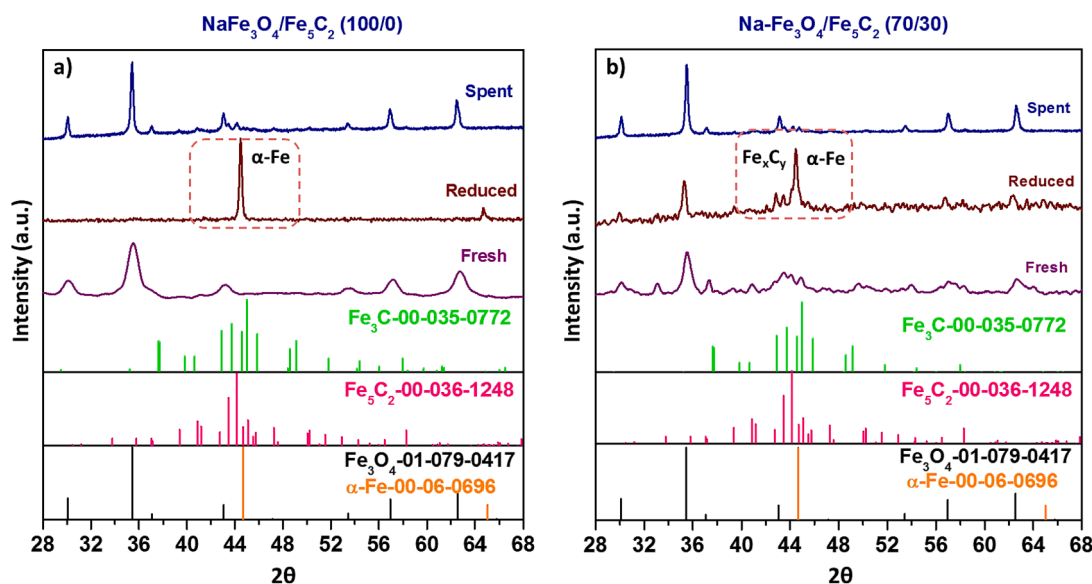 NaFe₃O₄/Fe₅C₂ (100/0)
a)
Spent
α-Fe
Reduced
Fresh
Fe₃C-00-035-0772
Fe₅C₂-00-036-1248
Fe₃O₄-01-079-0417
α-Fe-00-06-0696
Intensity (a.u.)
28 32 36 40 44 48 52 56 60 64 68
2θ
Na-Fe₃O₄/Fe₅C₂ (70/30)
b)
Spent
FeₓCᵧ α-Fe
Reduced
Fresh
Fe₃C-00-035-0772
Fe₅C₂-00-036-1248
Fe₃O₄-01-079-0417
α-Fe-00-06-0696
Intensity (a.u.)
28 32 36 40 44 48 52 56 60 64 68
2θ